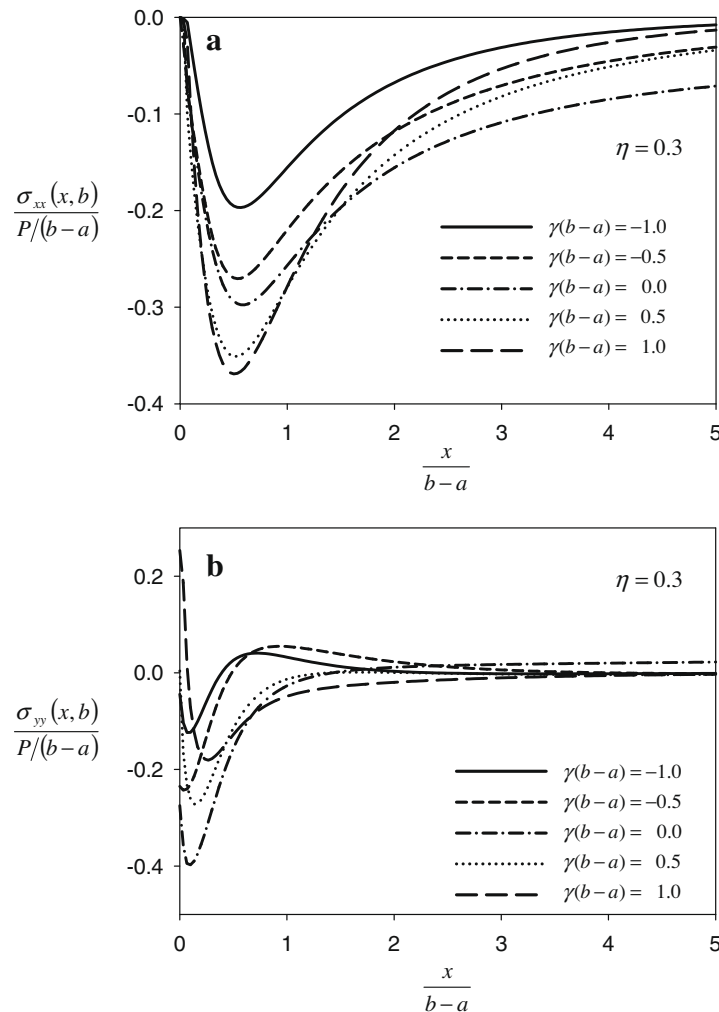 a
0.0
-0.1
-0.2
-0.3
-0.4
σxx(x,b)
P/(b−a)
η = 0.3
γ(b−a) = −1.0
γ(b−a) = −0.5
γ(b−a) = 0.0
γ(b−a) = 0.5
γ(b−a) = 1.0
0 1 2 3 4 5
x
b−a
b
0.2
0.0
-0.2
-0.4
σyy(x,b)
P/(b−a)
η = 0.3
γ(b−a) = −1.0
γ(b−a) = −0.5
γ(b−a) = 0.0
γ(b−a) = 0.5
γ(b−a) = 1.0
0 1 2 3 4 5
x
b−a